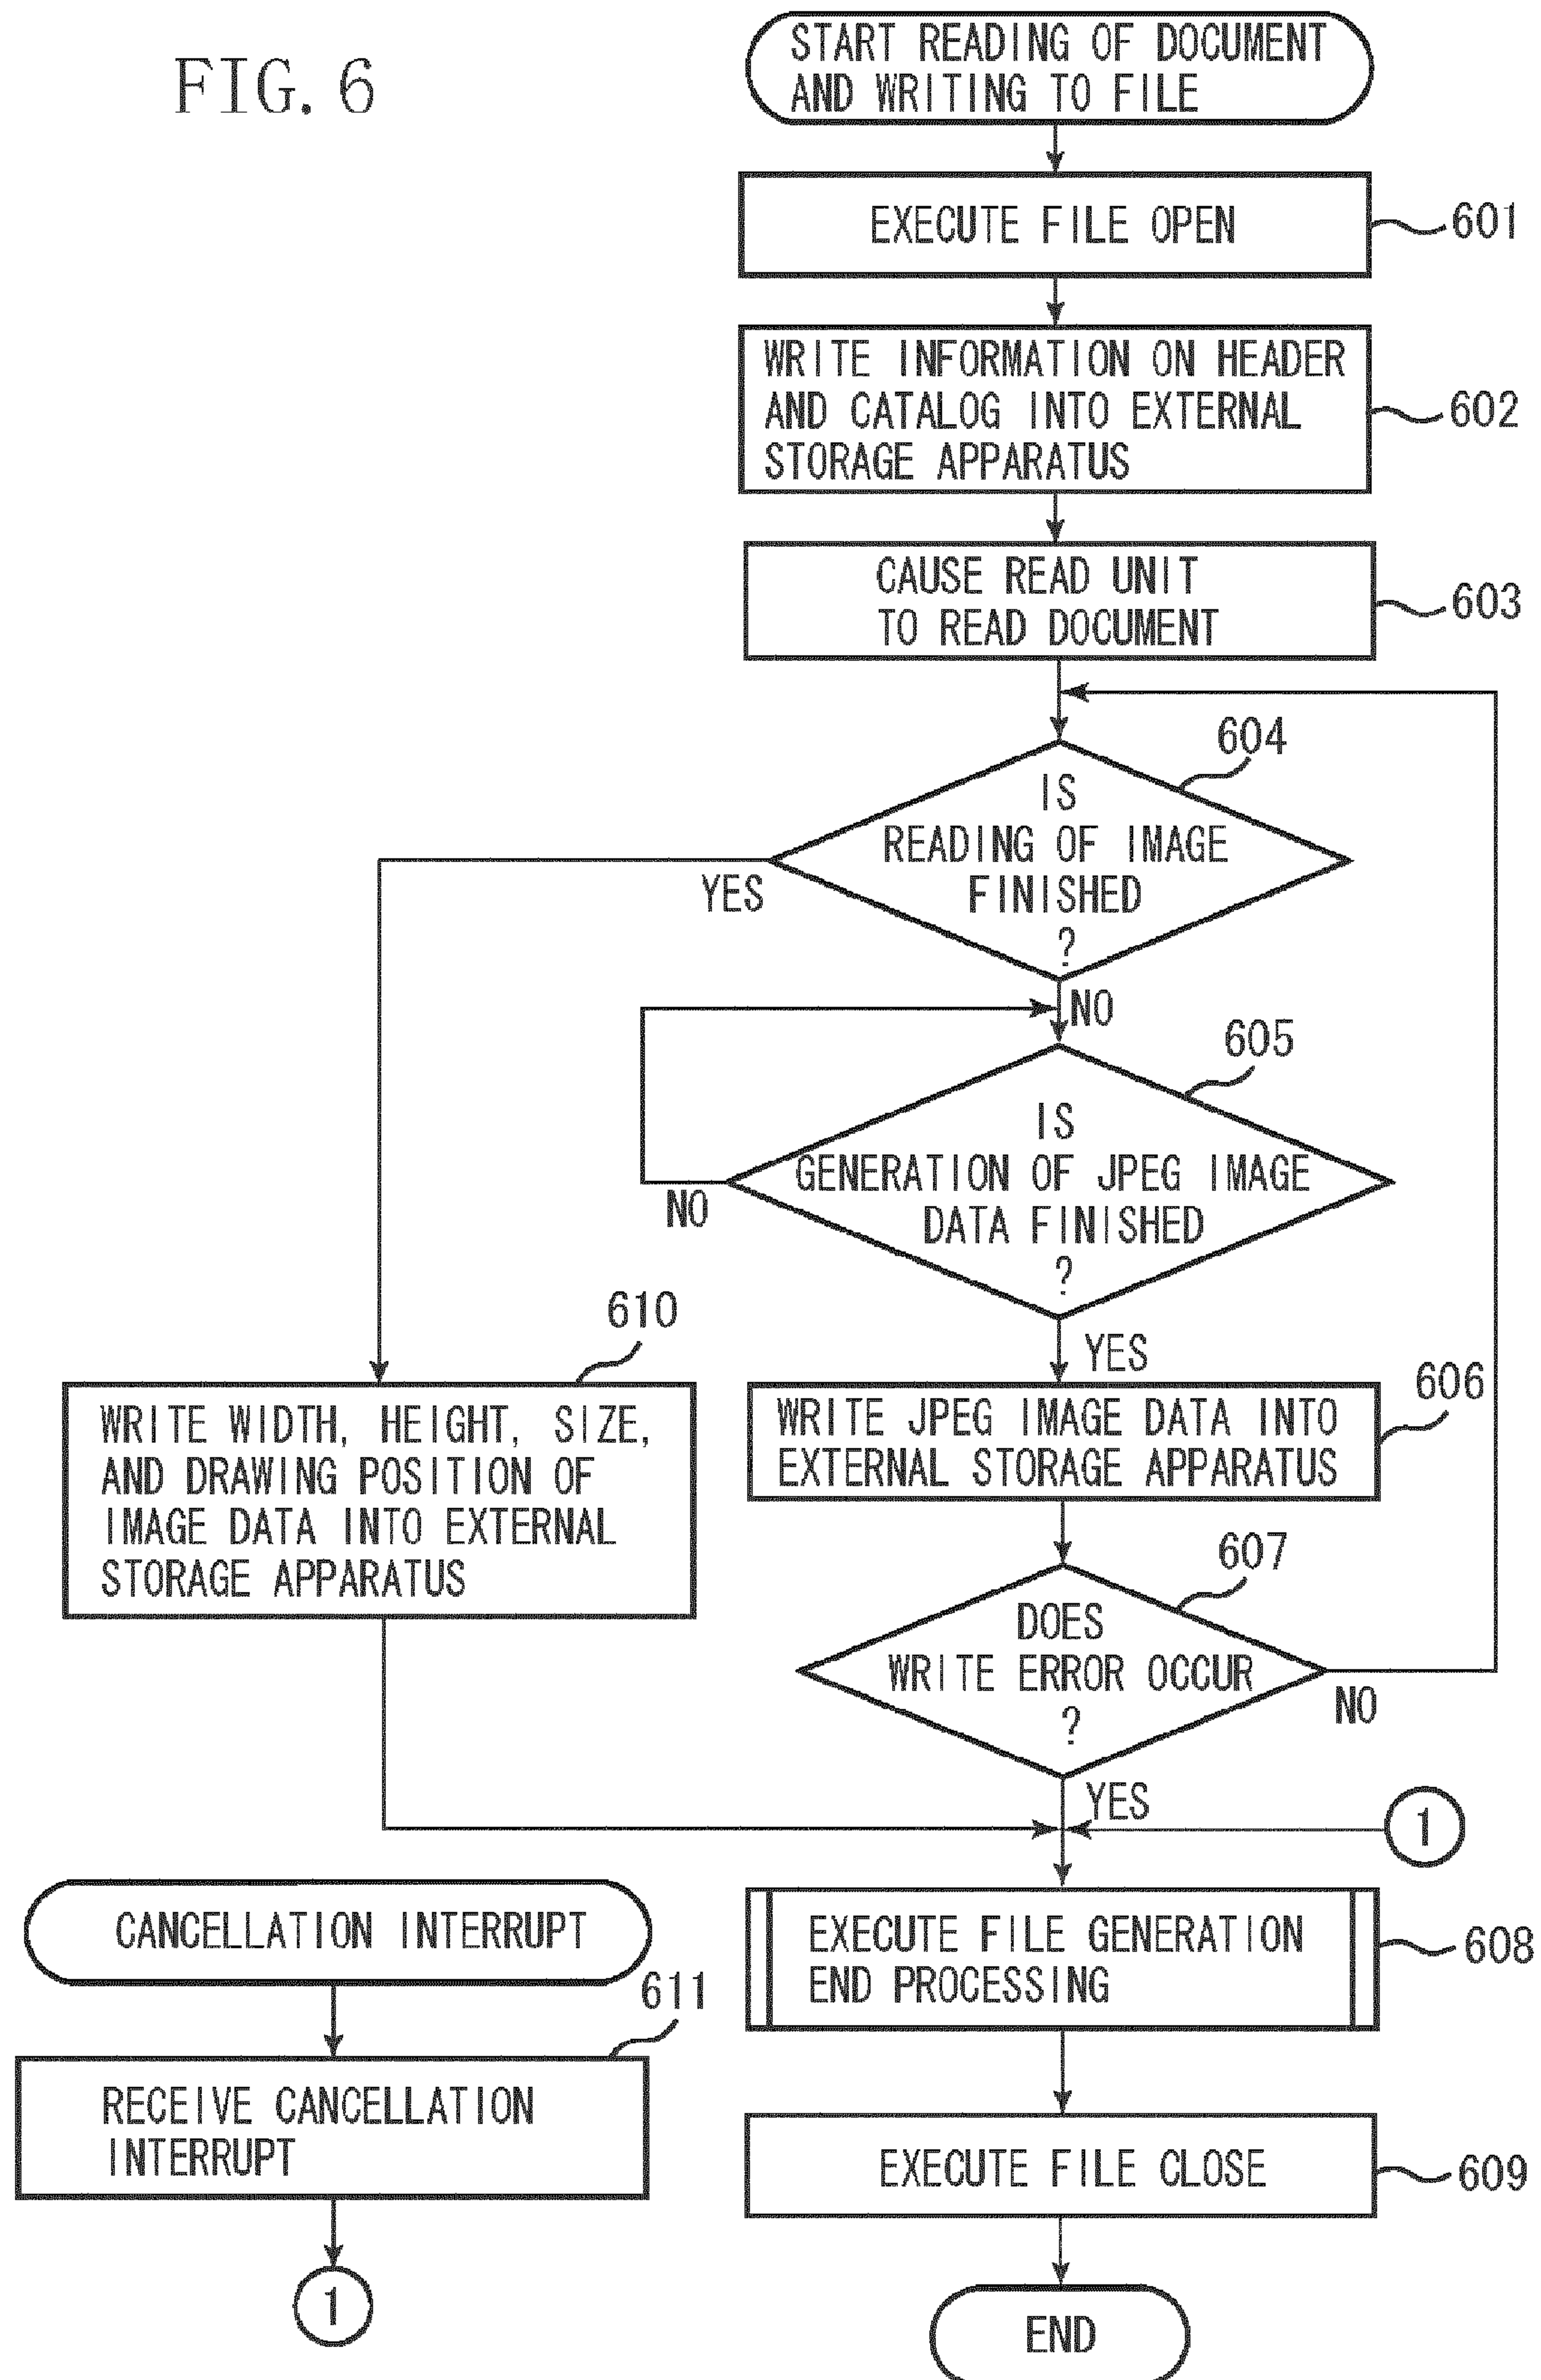 FIG. 6
START READING OF DOCUMENT
AND WRITING TO FILE
EXECUTE FILE OPEN
601
WRITE INFORMATION ON HEADER
AND CATALOG INTO EXTERNAL
STORAGE APPARATUS
602
CAUSE READ UNIT
TO READ DOCUMENT
603
604
IS
READING OF IMAGE
FINISHED
?
YES
NO
605
IS
GENERATION OF JPEG IMAGE
DATA FINISHED
?
NO
YES
610
WRITE WIDTH, HEIGHT, SIZE,
AND DRAWING POSITION OF
IMAGE DATA INTO EXTERNAL
STORAGE APPARATUS
606
WRITE JPEG IMAGE DATA INTO
EXTERNAL STORAGE APPARATUS
607
DOES
WRITE ERROR OCCUR
?
NO
YES
1
CANCELLATION INTERRUPT
EXECUTE FILE GENERATION
END PROCESSING
608
611
RECEIVE CANCELLATION
INTERRUPT
EXECUTE FILE CLOSE
609
1
END